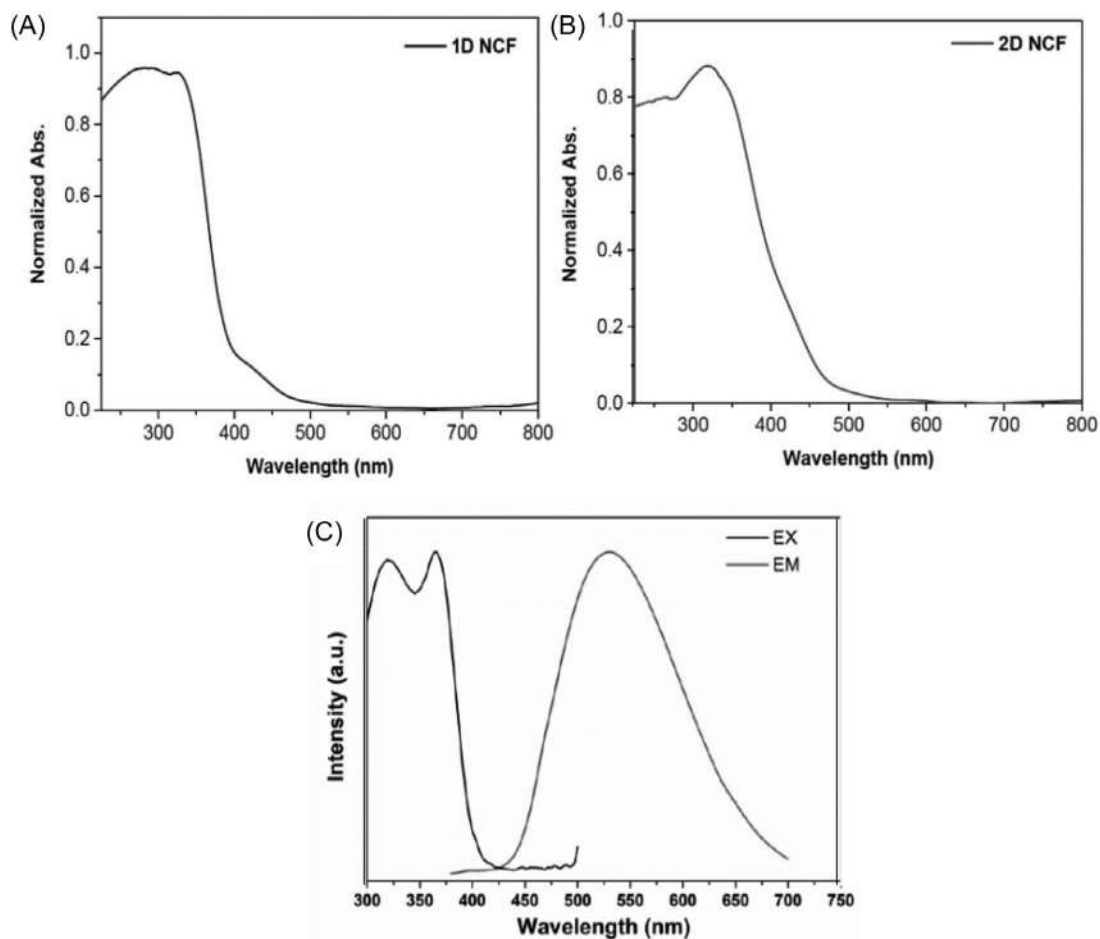 (A)
1D NCF
Normalized Abs.
1.0
0.8
0.6
0.4
0.2
0.0
300 400 500 600 700 800
Wavelength (nm)
(B)
2D NCF
Normalized Abs.
1.0
0.8
0.6
0.4
0.2
0.0
300 400 500 600 700 800
Wavelength (nm)
(C)
EX
EM
Intensity (a.u.)
300 350 400 450 500 550 600 650 700 750
Wavelength (nm)